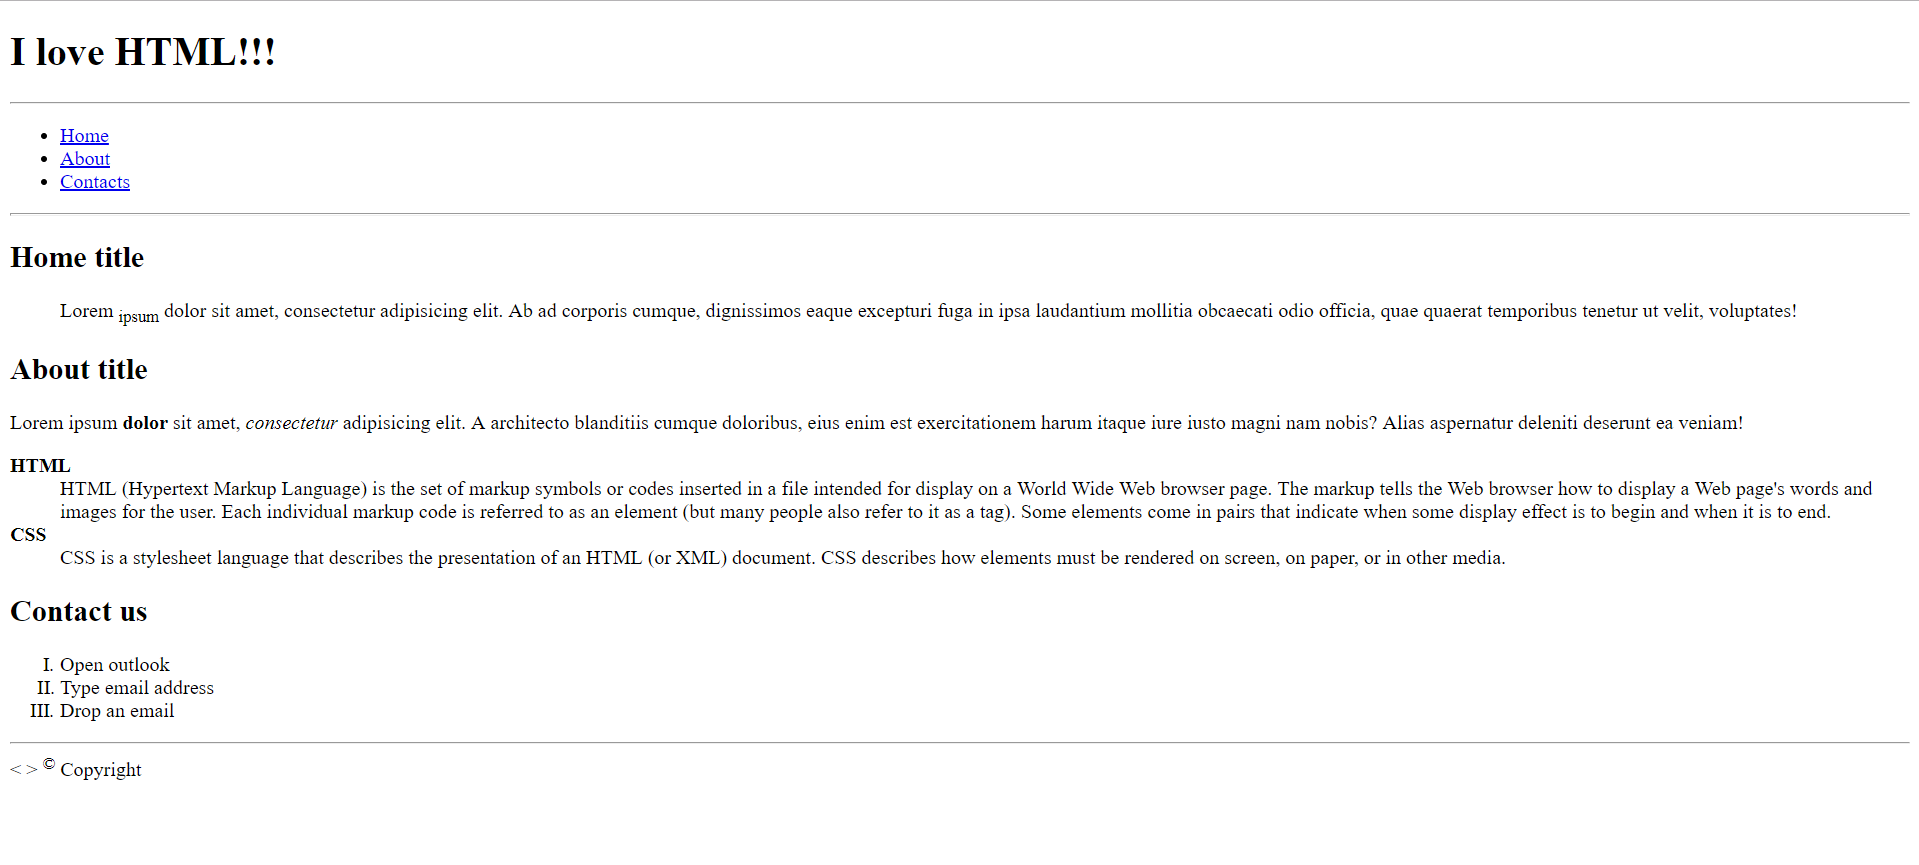 I love HTML!!!
• Home
• About
• Contacts
Home title
Lorem ipsum dolor sit amet, consectetur adipisicing elit. Ab ad corporis cumque, dignissimos eaque excepturi fuga in ipsa laudantium mollitia obcaecati odio officia, quae quaerat temporibus tenetur ut velit, voluptates!
About title
Lorem ipsum dolor sit amet, consectetur adipisicing elit. A architecto blanditiis cumque doloribus, eius enim est exercitationem harum itaque iure iusto magni nam nobis? Alias aspernatur deleniti deserunt ea veniam!
HTML
HTML (Hypertext Markup Language) is the set of markup symbols or codes inserted in a file intended for display on a World Wide Web browser page. The markup tells the Web browser how to display a Web page's words and
images for the user. Each individual markup code is referred to as an element (but many people also refer to it as a tag). Some elements come in pairs that indicate when some display effect is to begin and when it is to end.
CSS
CSS is a stylesheet language that describes the presentation of an HTML (or XML) document. CSS describes how elements must be rendered on screen, on paper, or in other media.
Contact us
I. Open outlook
II. Type email address
III. Drop an email
< > © Copyright